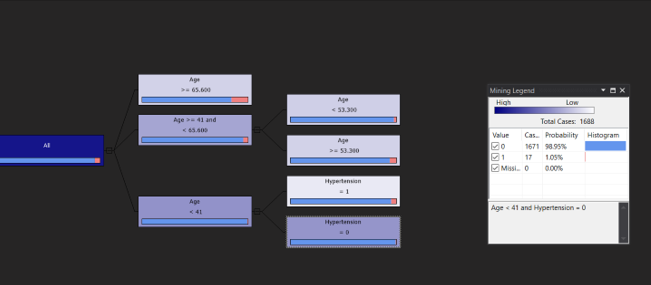 All
Age
>= 65.600
Age >= 41 and
< 65.600
Age
< 41
Age
< 53.300
Age
>= 53.300
Hypertension
= 1
Hypertension
= 0
Mining Legend
High Low
Total Cases: 1688
Value Cas... Probability Histogram
0 1671 98.95%
1 17 1.05%
Missi... 0 0.00%
Age < 41 and Hypertension = 0